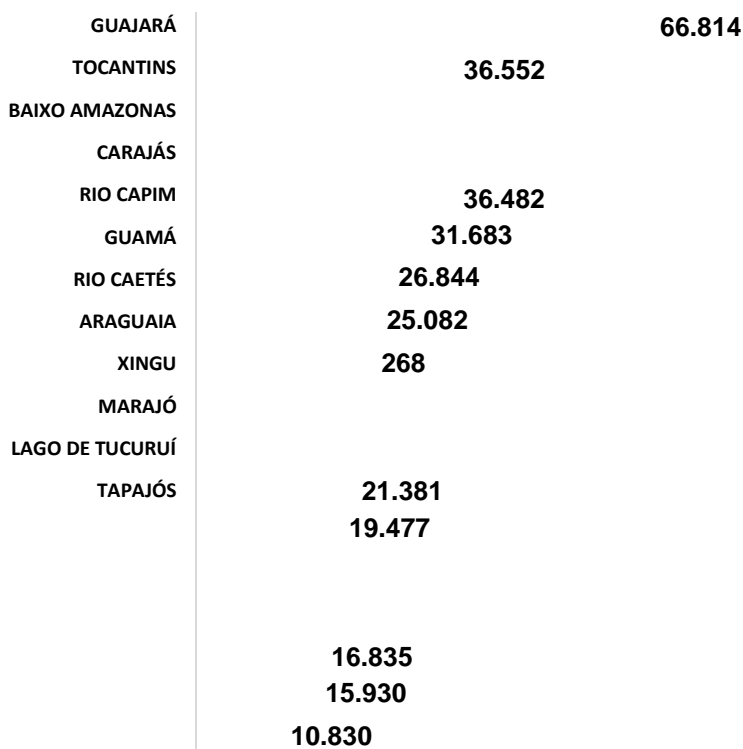 GUAJARÁ 66.814
TOCANTINS 36.552
BAIXO AMAZONAS
CARAJÁS
RIO CAPIM 36.482
GUAMÁ 31.683
RIO CAETÉS 26.844
ARAGUAIA 25.082
XINGU 268
MARAJÓ
LAGO DE TUCURUÍ
TAPAJÓS 21.381
19.477
16.835
15.930
10.830